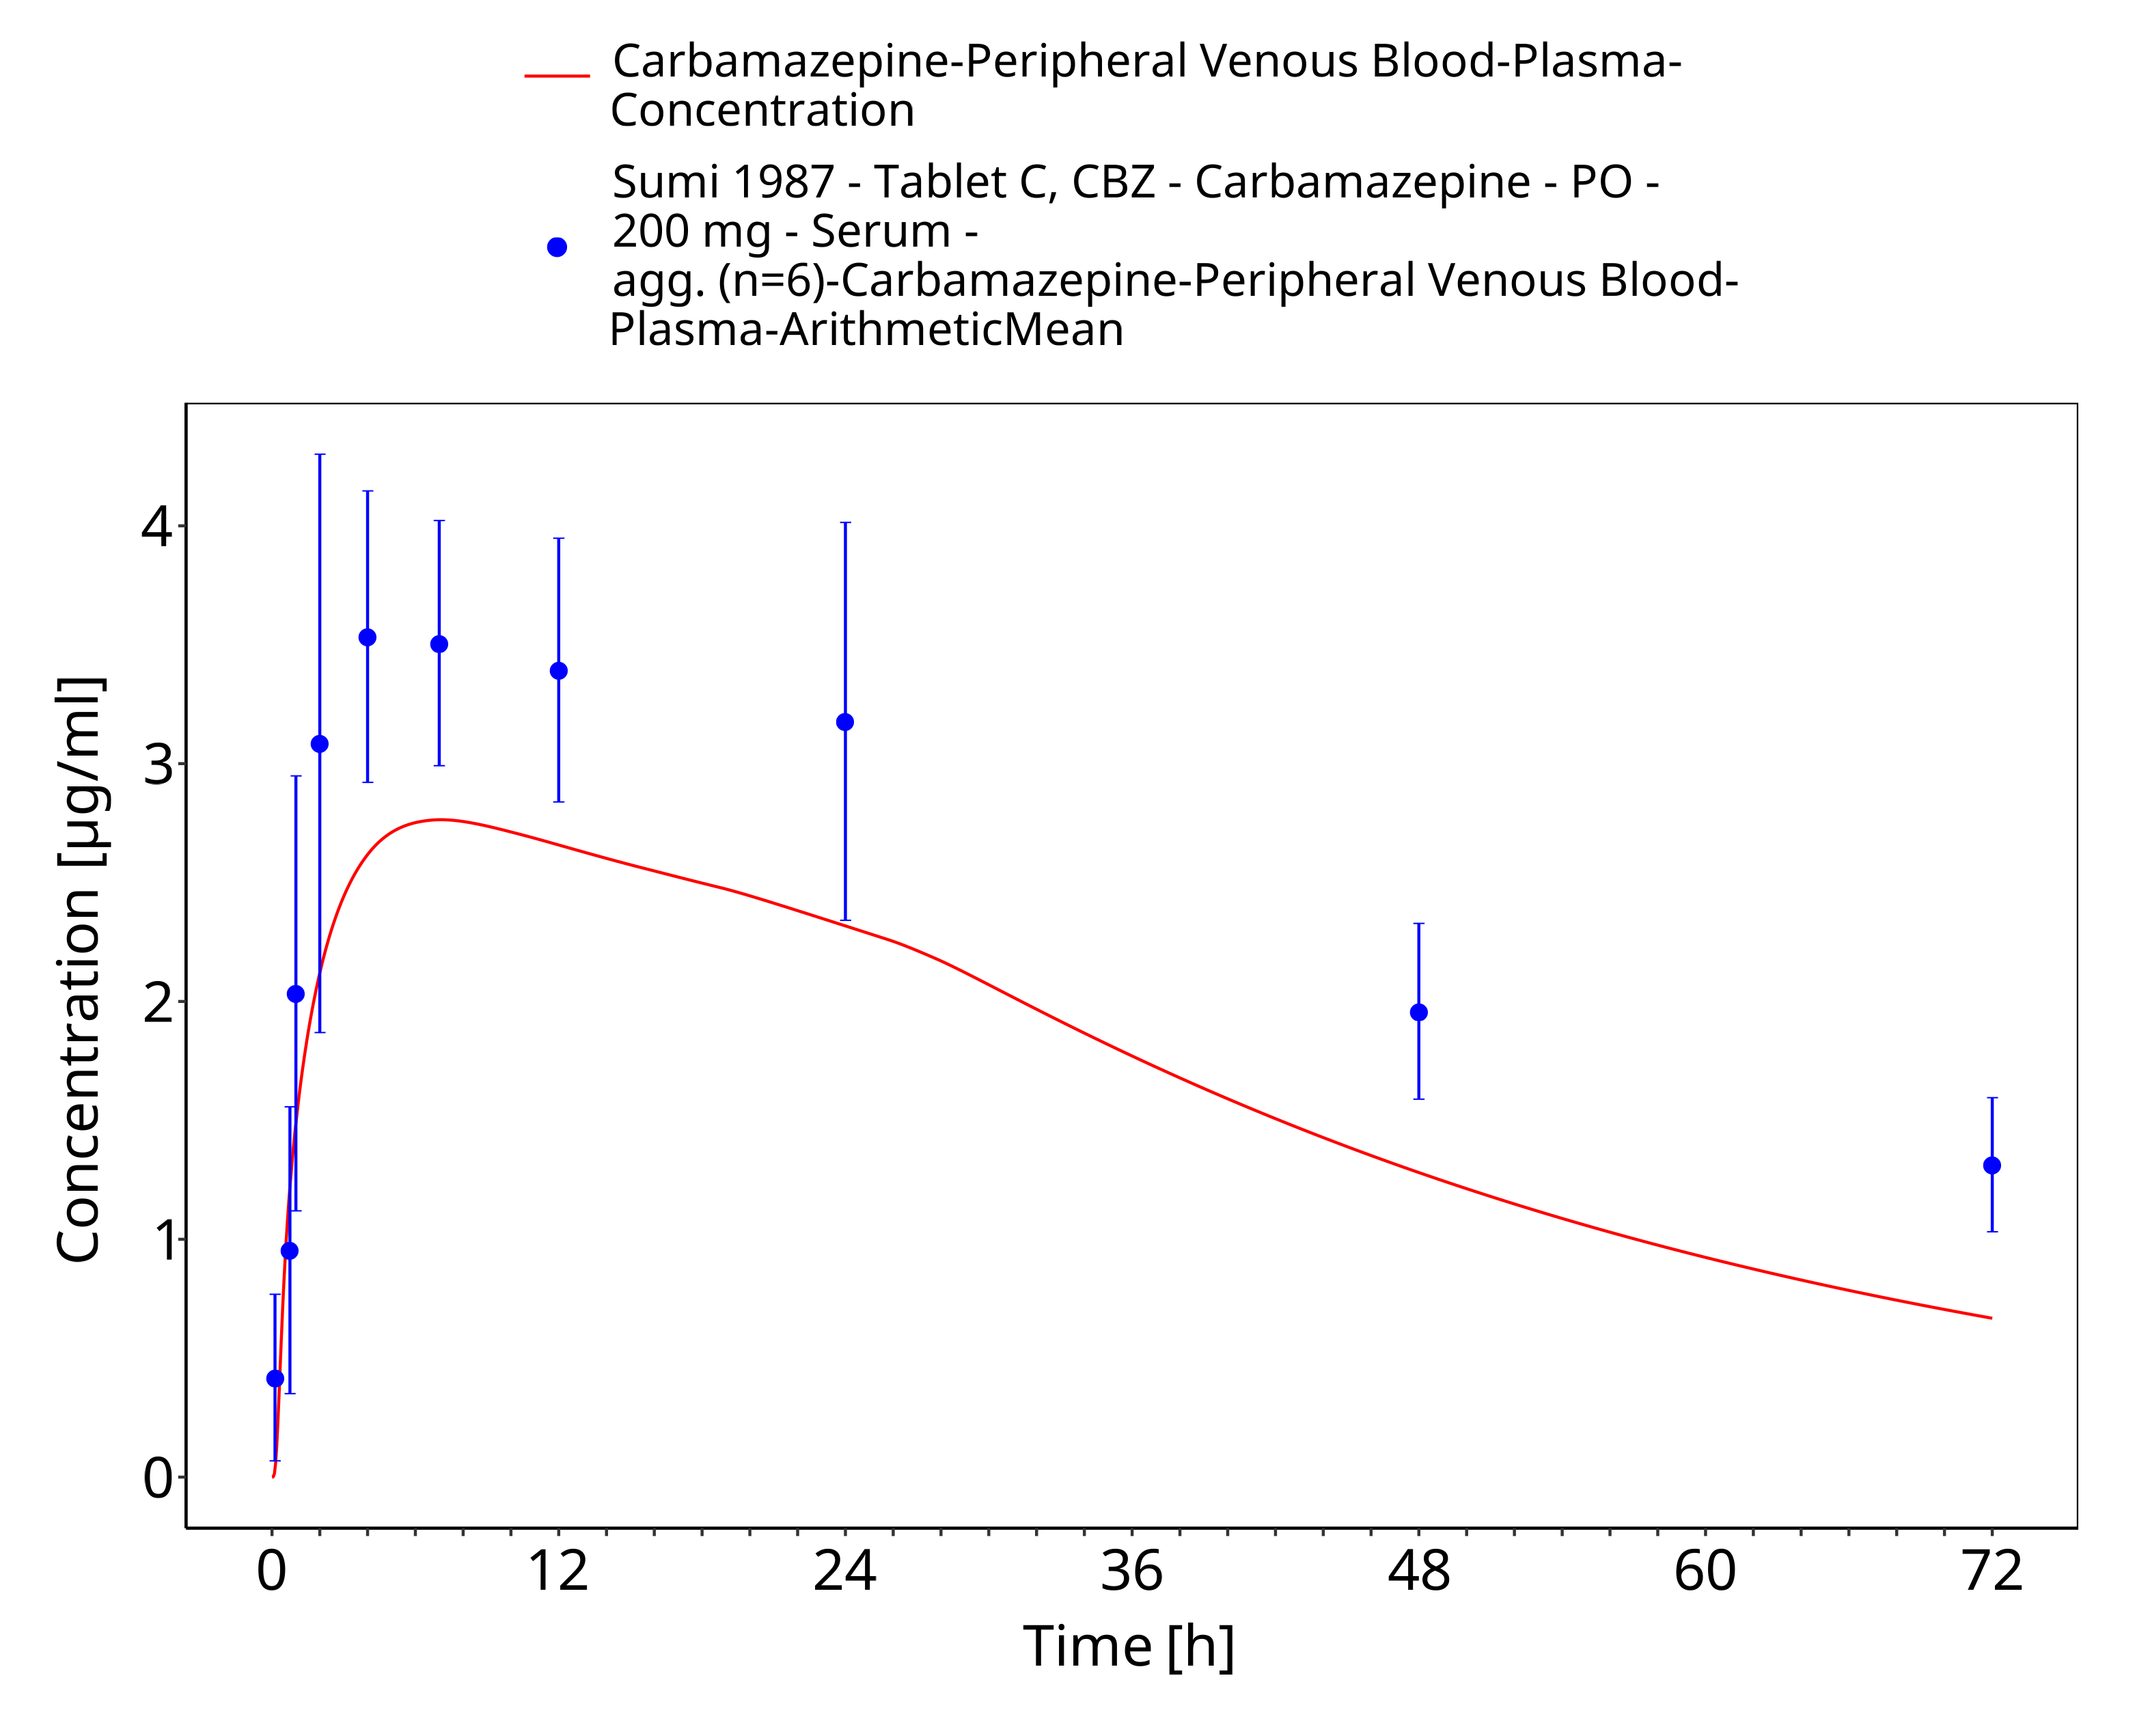 Carbamazepine-Peripheral Venous Blood-Plasma-
Concentration
Sumi 1987 - Tablet C, CBZ - Carbamazepine - PO -
200 mg - Serum -
agg. (n=6)-Carbamazepine-Peripheral Venous Blood-
Plasma-ArithmeticMean
4
3
2
1
0
Concentration [µg/ml]
0 12 24 36 48 60 72
Time [h]